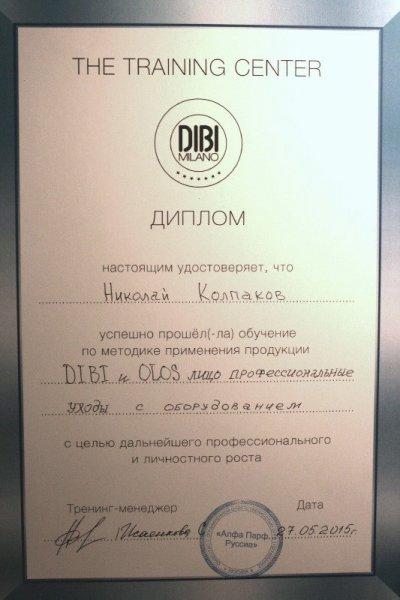 THE TRAINING CENTER
DIBI
MILANO
ДИПЛОМ
настоящим удостоверяет, что
Николай Колпаков
успешно прошёл(-ла) обучение
по методике применения продукции
DIBI и OLOS лицо профессиональные
уходы с оборудованием
с целью дальнейшего профессионального
и личностного роста
Тренинг-менеджер Дата
Исаенкова С 27.05.2015г.
«Алфа Парф.
Руссиа»